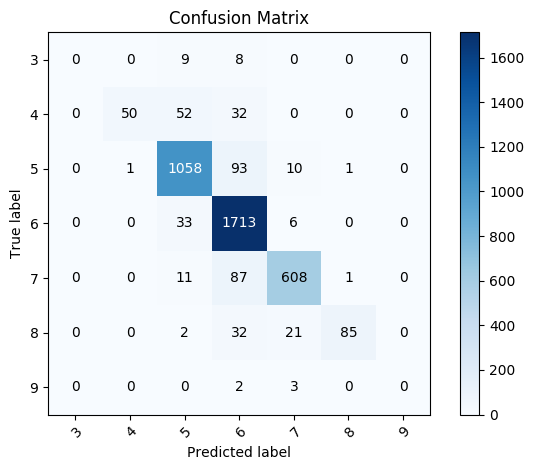 Confusion Matrix
3 0 0 9 8 0 0 0
4 0 50 52 32 0 0 0
5 0 1 1058 93 10 1 0
6 0 0 33 1713 6 0 0
7 0 0 11 87 608 1 0
8 0 0 2 32 21 85 0
9 0 0 0 2 3 0 0
3 4 5 6 7 8 9
True label
Predicted label
1600
1400
1200
1000
800
600
400
200
0